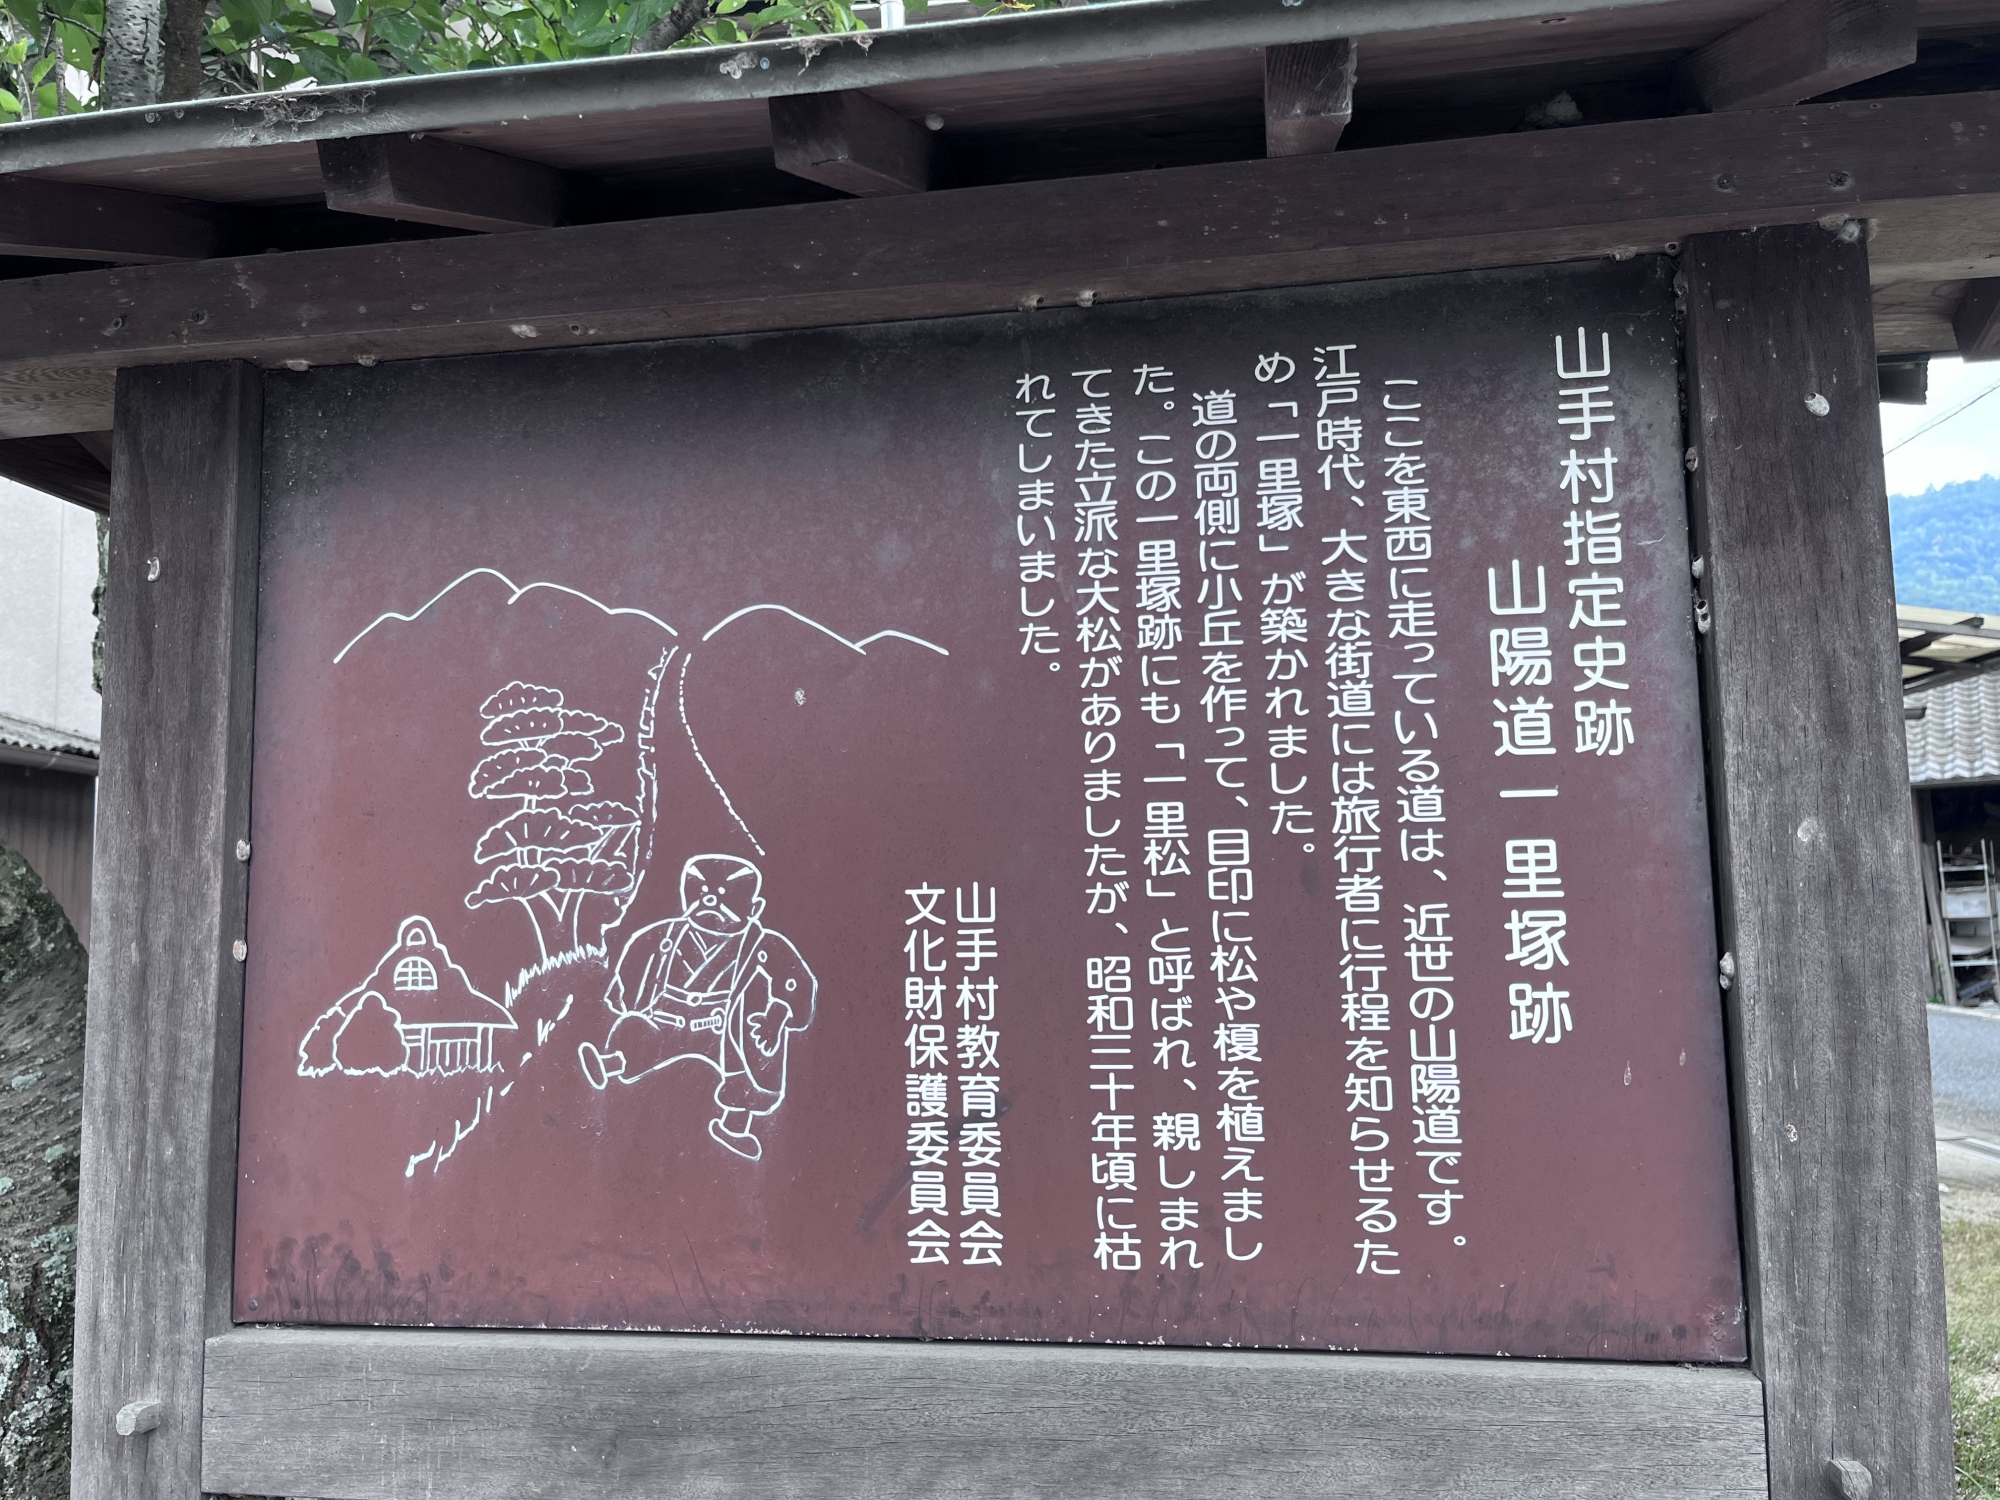 山手村指定史跡
山陽道一里塚跡
ここを東西に走っている道は、近世の山陽道です。
江戸時代、大きな街道には旅行者に行程を知らせるた
め「一里塚」が築かれました。
道の両側に小丘を作って、目印に松や榎を植えまし
た。この一里塚跡にも「一里松」と呼ばれ、親しまれ
てきた立派な大松がありましたが、昭和三十年頃に枯
れてしまいました。
山手村教育委員会
文化財保護委員会